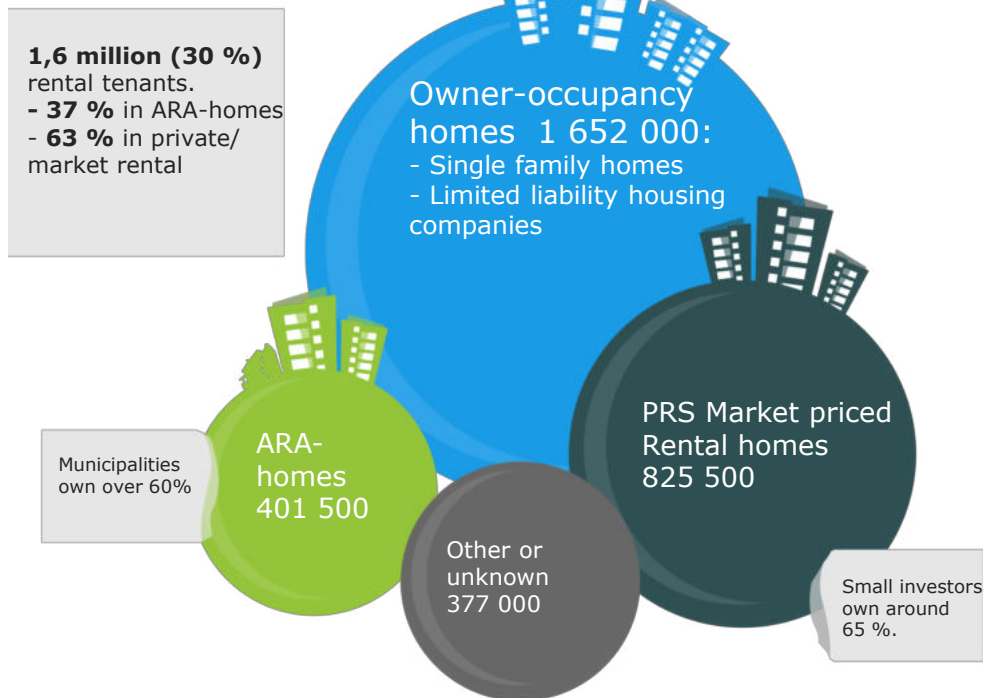 1,6 million (30 %)
rental tenants.
- 37 % in ARA-homes
- 63 % in private/
market rental
Owner-occupancy
homes 1 652 000:
- Single family homes
- Limited liability housing
companies
PRS Market priced
Rental homes
825 500
ARA-
homes
401 500
Municipalities
own over 60%
Other or
unknown
377 000
Small investors
own around
65 %.